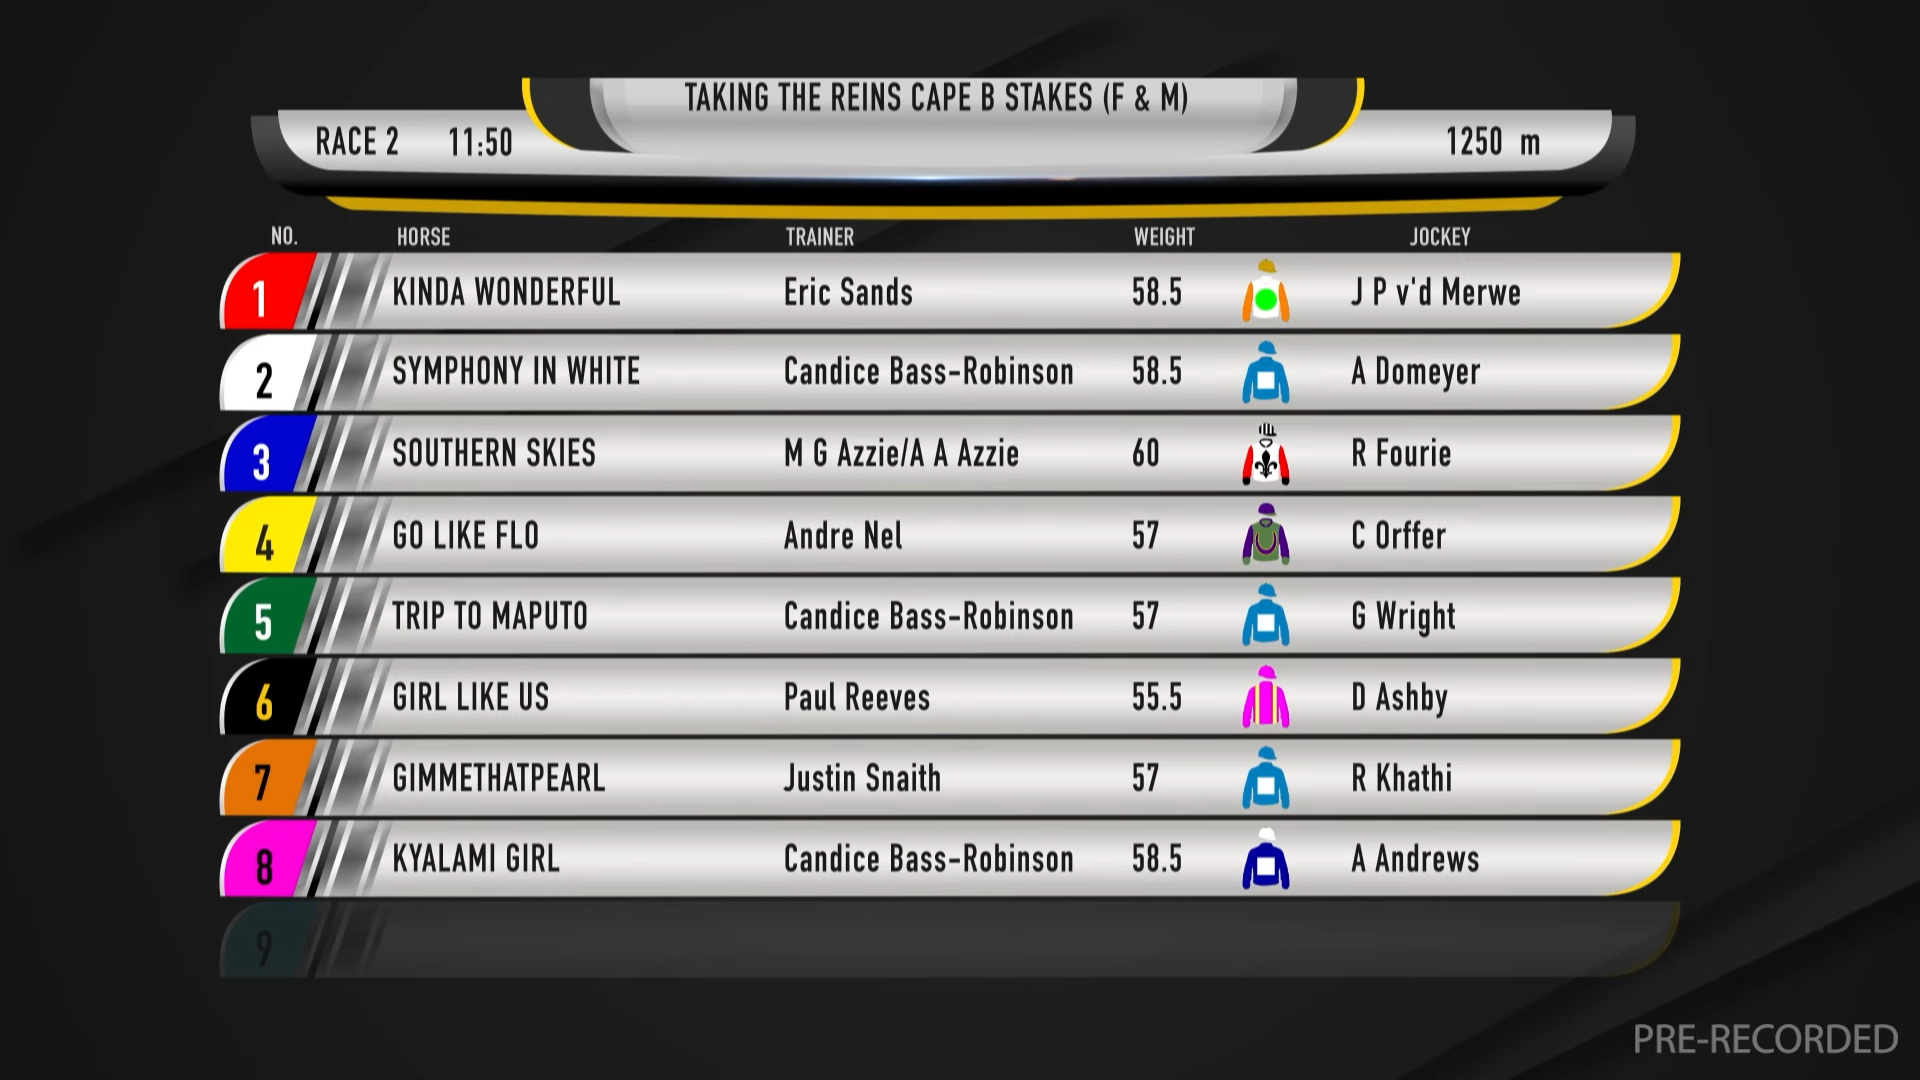 TAKING THE REINS CAPE B STAKES (F & M)
RACE 2 11:50 1250 m
NO. HORSE TRAINER WEIGHT JOCKEY
1 KINDA WONDERFUL Eric Sands 58.5 J P v'd Merwe
2 SYMPHONY IN WHITE Candice Bass-Robinson 58.5 A Domeyer
3 SOUTHERN SKIES M G Azzie/A A Azzie 60 R Fourie
4 GO LIKE FLO Andre Nel 57 C Orffer
5 TRIP TO MAPUTO Candice Bass-Robinson 57 G Wright
6 GIRL LIKE US Paul Reeves 55.5 D Ashby
7 GIMMETHATPEARL Justin Snaith 57 R Khathi
8 KYALAMI GIRL Candice Bass-Robinson 58.5 A Andrews
9
PRE-RECORDED